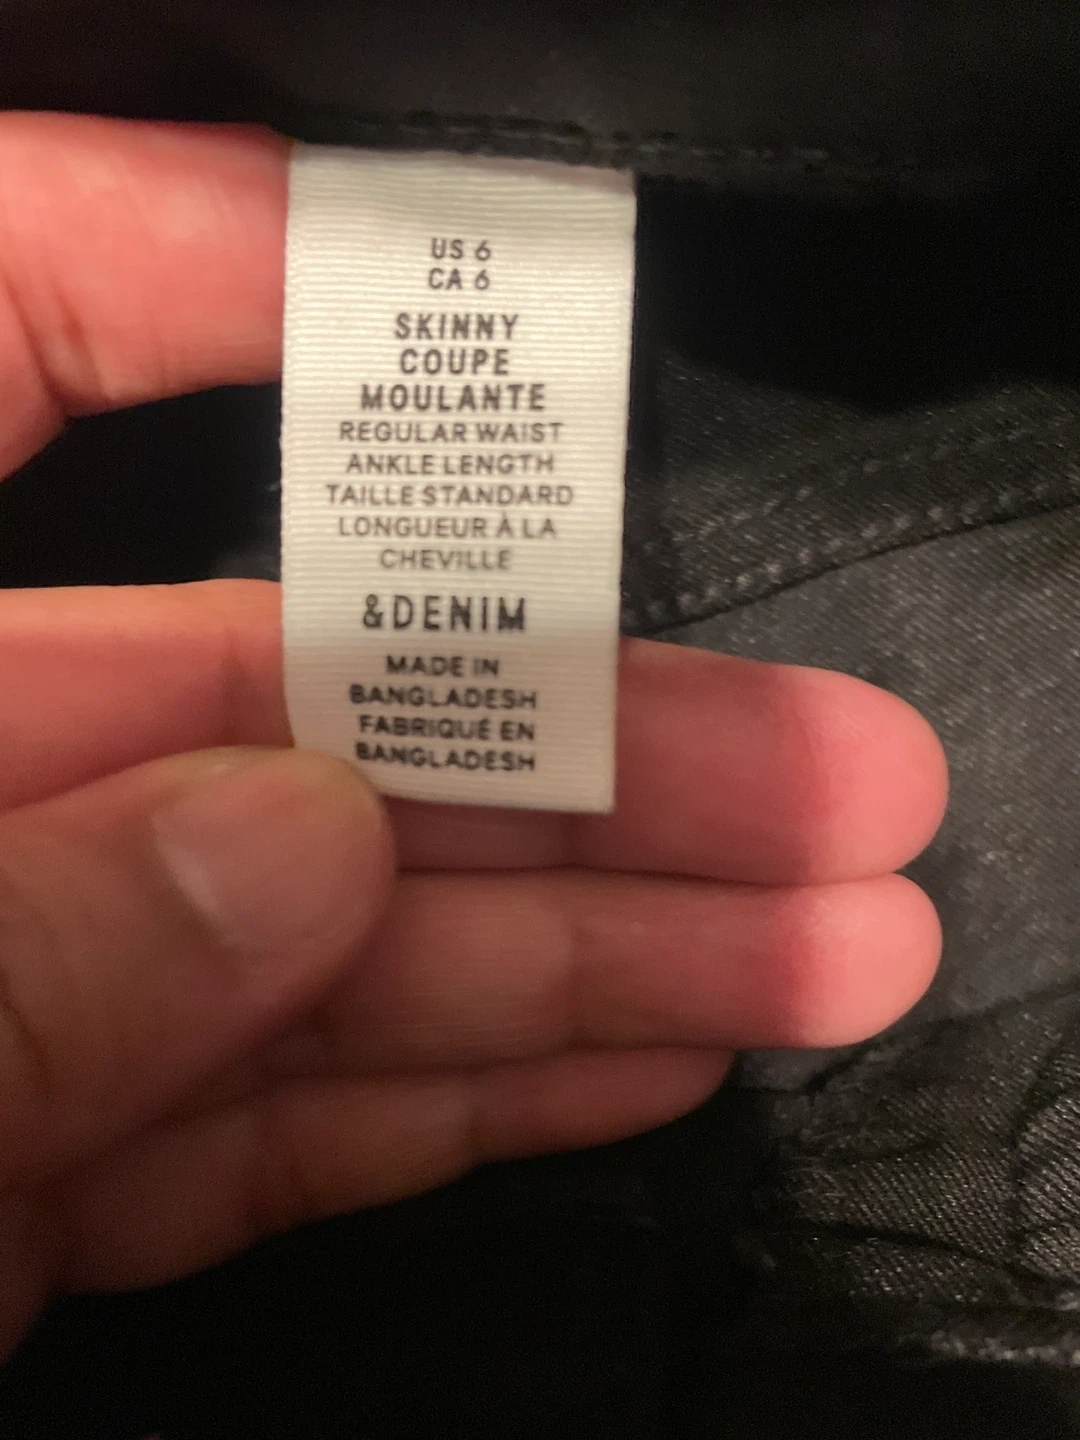 US 6
CA 6
SKINNY
COUPE
MOULANTE
REGULAR WAIST
ANKLE LENGTH
TAILLE STANDARD
LONGUEUR À LA
CHEVILLE
&DENIM
MADE IN
BANGLADESH
FABRIQUÉ EN
BANGLADESH